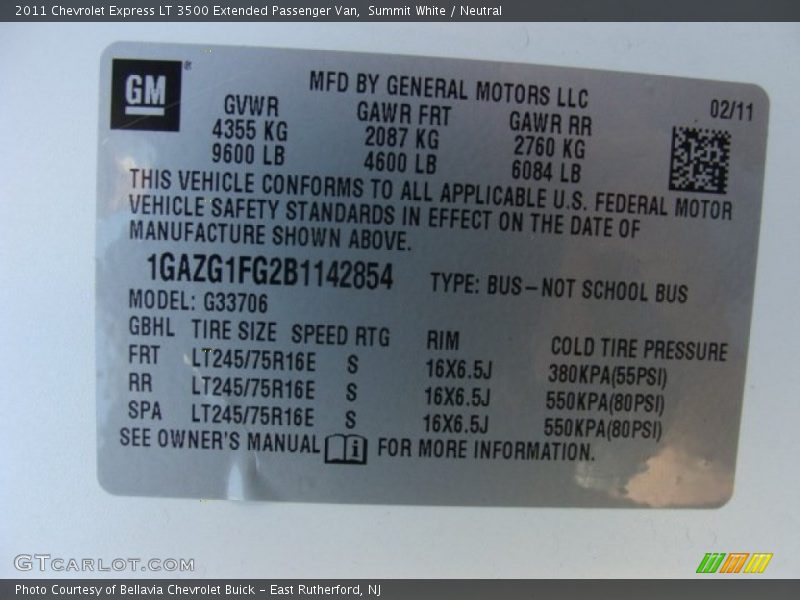 2011 Chevrolet Express LT 3500 Extended Passenger Van,  Summit White / Neutral
GM
®
MFD BY GENERAL MOTORS LLC
02/11
GVWR GAWR FRT GAWR RR
4355 KG 2087 KG 2760 KG
9600 LB 4600 LB 6084 LB
THIS VEHICLE CONFORMS TO ALL APPLICABLE U.S. FEDERAL MOTOR
VEHICLE SAFETY STANDARDS IN EFFECT ON THE DATE OF
MANUFACTURE SHOWN ABOVE.
1GAZG1FG2B1142854 TYPE: BUS-NOT SCHOOL BUS
MODEL: G33706
GBHL TIRE SIZE SPEED RTG RIM COLD TIRE PRESSURE
FRT LT245/75R16E S 16X6.5J 380KPA(55PSI)
RR LT245/75R16E S 16X6.5J 550KPA(80PSI)
SPA LT245/75R16E S 16X6.5J 550KPA(80PSI)
SEE OWNER'S MANUAL i FOR MORE INFORMATION.
GTCARLOT.COM
Photo Courtesy of Bellavia Chevrolet Buick - East Rutherford, NJ